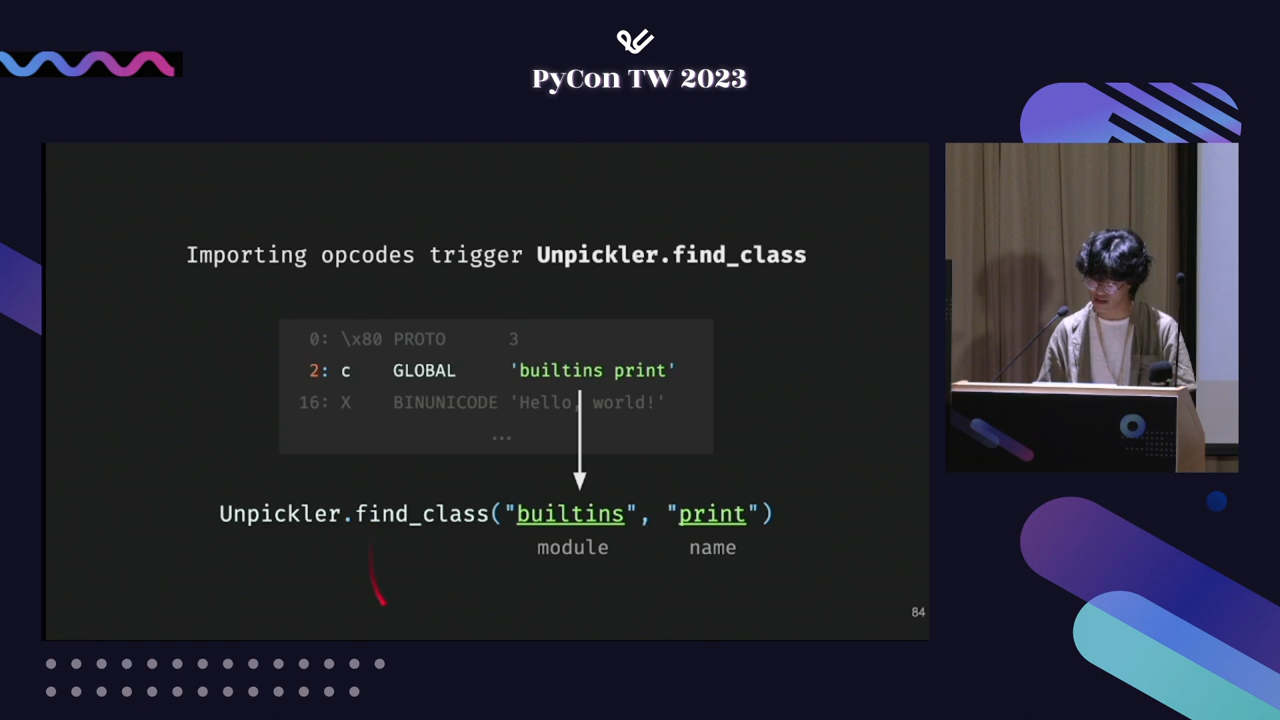 PyCon TW 2023
Importing opcodes trigger Unpickler.find_class
0: \x80 PROTO 3
2: c GLOBAL 'builtins print'
16: X BINUNICODE 'Hello, world!'
...
Unpickler.find_class("builtins", "print")
module name
84